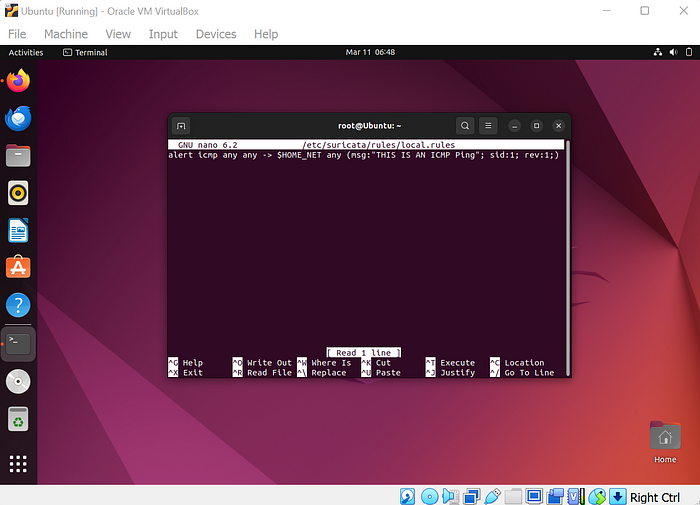 Ubuntu [Running] - Oracle VM VirtualBox
File Machine View Input Devices Help
Activities Terminal Mar 11 06:48
root@Ubuntu: ~
GNU nano 6.2 /etc/suricata/rules/local.rules
alert icmp any any -> $HOME_NET any (msg:"THIS IS AN ICMP Ping"; sid:1; rev:1;)
[ Read 1 line ]
^G Help ^O Write Out ^W Where Is ^K Cut ^T Execute ^C Location
^X Exit ^R Read File ^\ Replace ^U Paste ^J Justify ^/ Go To Line
Home
Right Ctrl